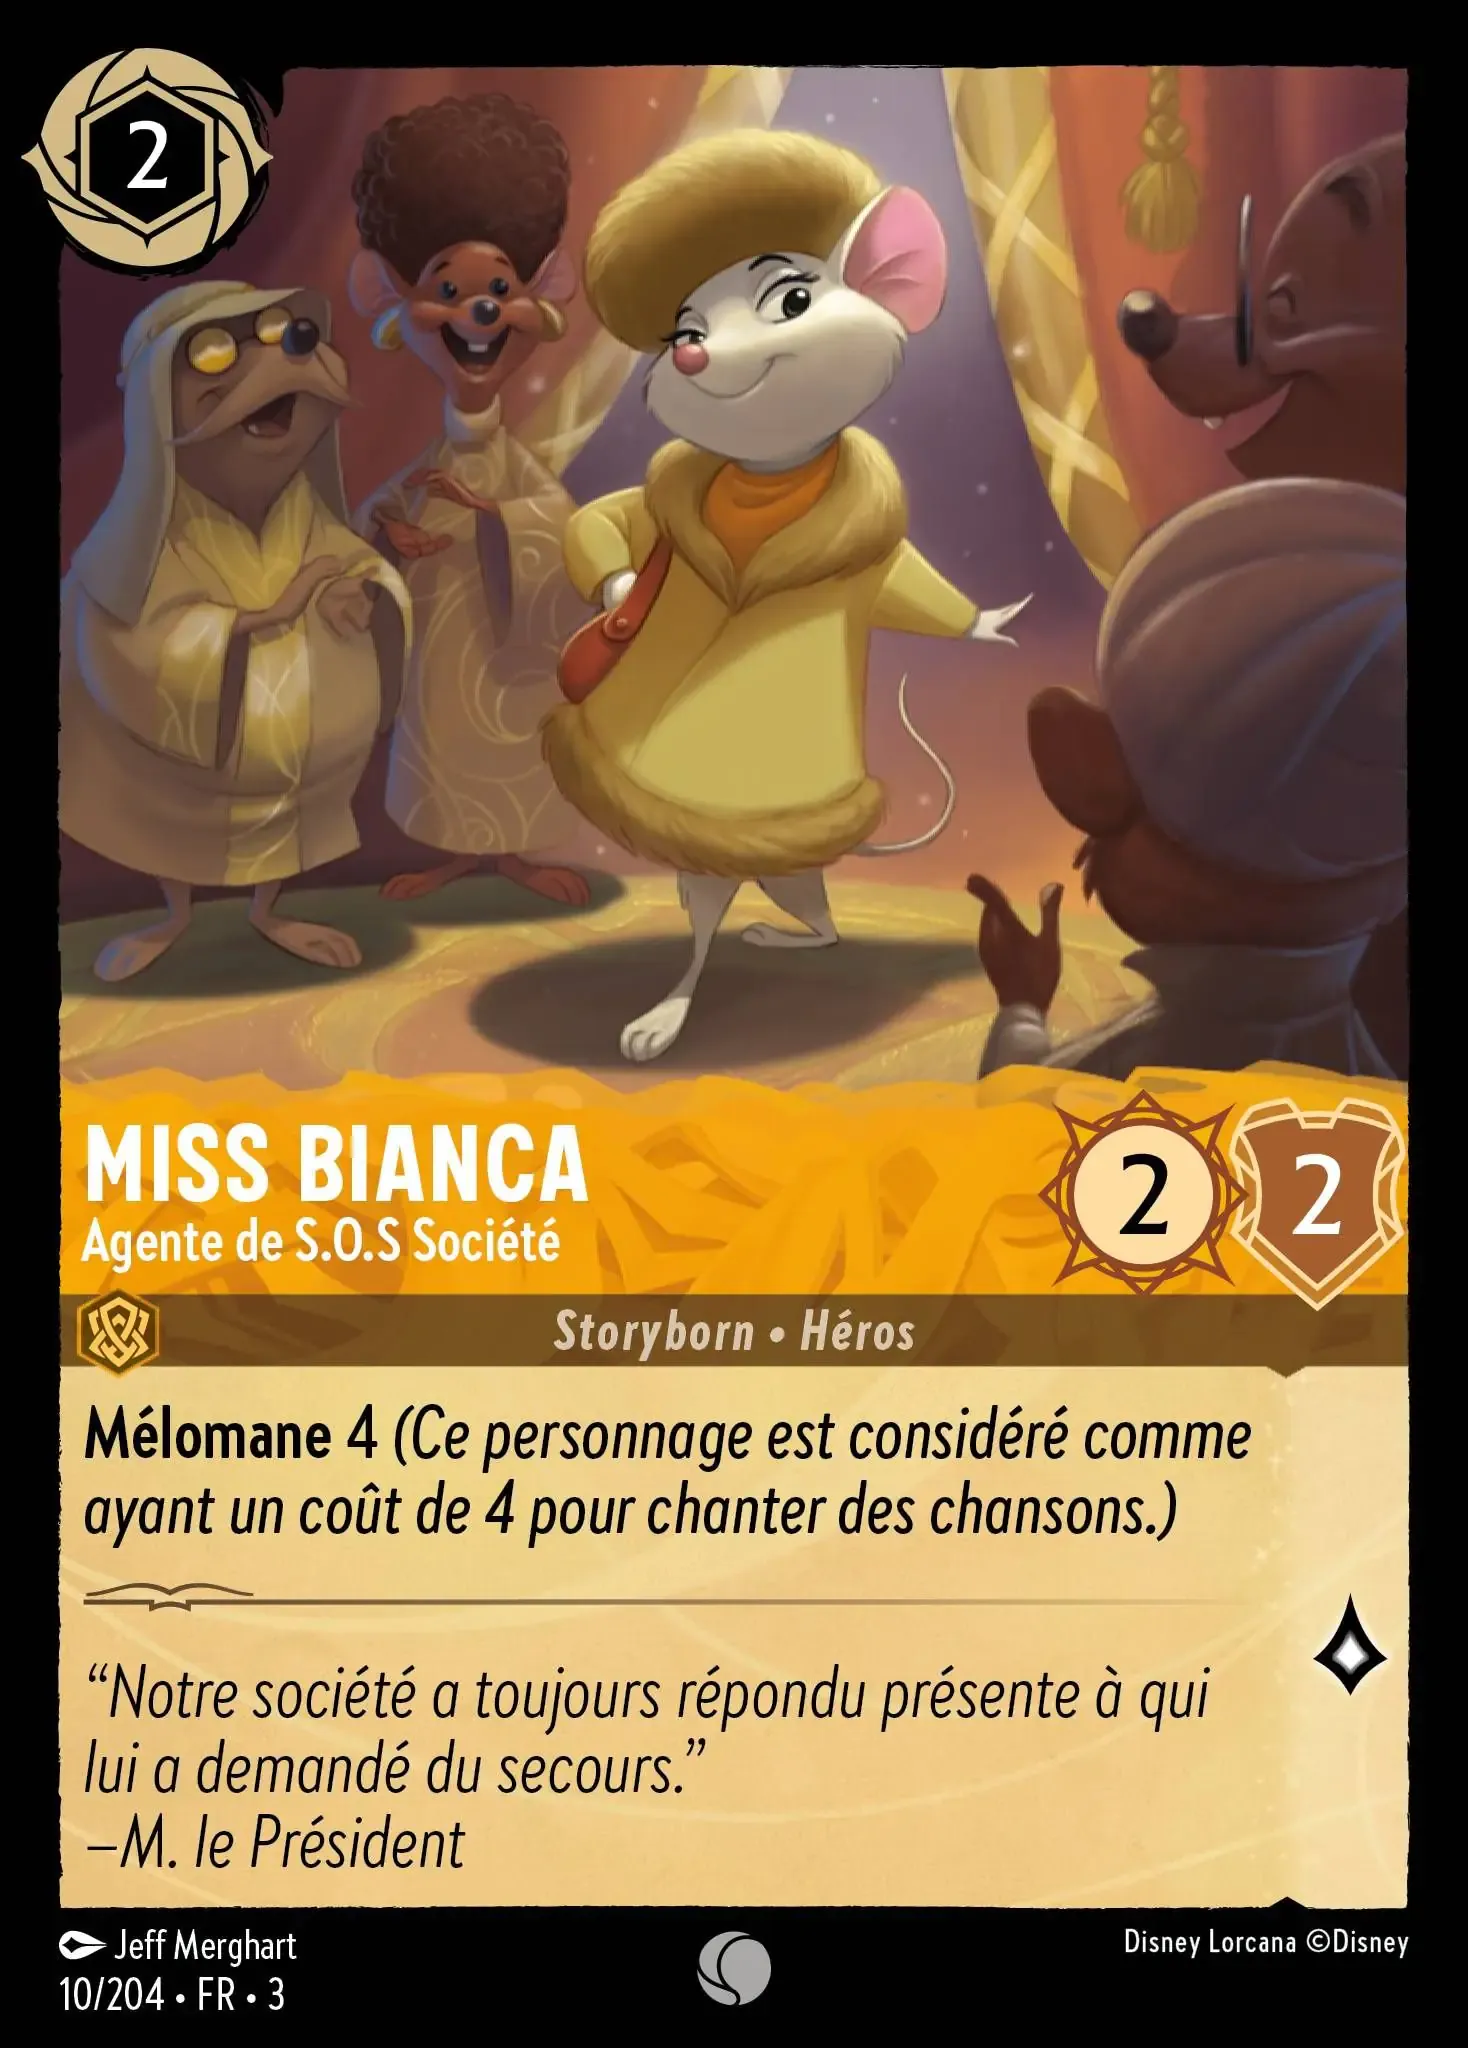 2
MISS BIANCA
Agente de S.O.S Société
2
2
Storyborn • Héros
Mélomane 4 (Ce personnage est considéré comme
ayant un coût de 4 pour chanter des chansons.)
“Notre société a toujours répondu présente à qui
lui a demandé du secours.”
–M. le Président
Jeff Merghart
10/204 • FR • 3
Disney Lorcana ©Disney